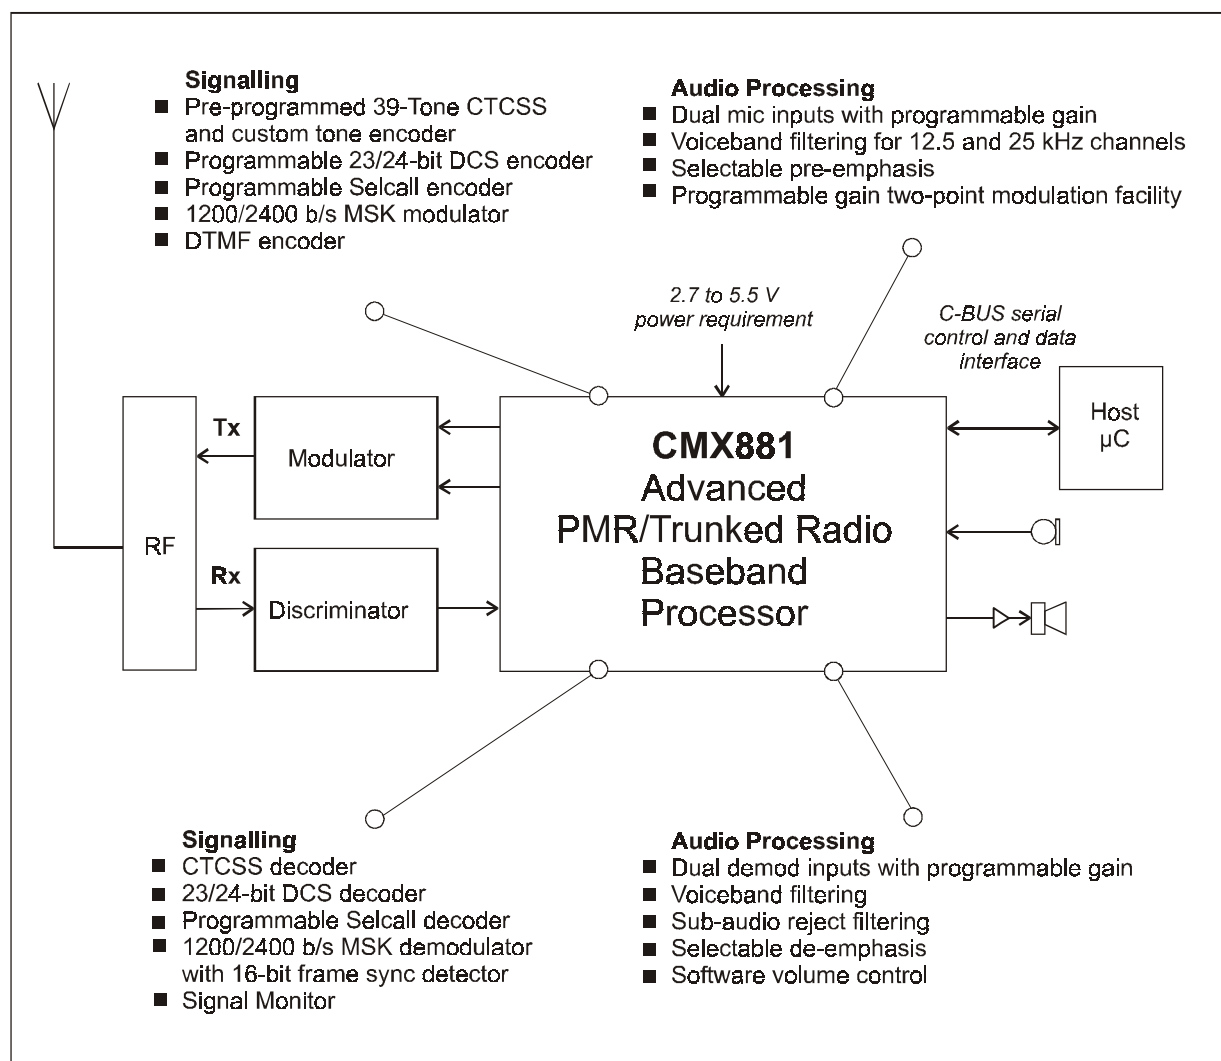 Signalling
■ Pre-programmed 39-Tone CTCSS
and custom tone encoder
■ Programmable 23/24-bit DCS encoder
■ Programmable Selcall encoder
■ 1200/2400 b/s MSK modulator
■ DTMF encoder
Audio Processing
■ Dual mic inputs with programmable gain
■ Voiceband filtering for 12.5 and 25 kHz channels
■ Selectable pre-emphasis
■ Programmable gain two-point modulation facility
2.7 to 5.5 V
power requirement
C-BUS serial
control and data
interface
Host
µC
Tx
Modulator
RF
Rx
Discriminator
CMX881
Advanced
PMR/Trunked Radio
Baseband
Processor
Signalling
■ CTCSS decoder
■ 23/24-bit DCS decoder
■ Programmable Selcall decoder
■ 1200/2400 b/s MSK demodulator
with 16-bit frame sync detector
■ Signal Monitor
Audio Processing
■ Dual demod inputs with programmable gain
■ Voiceband filtering
■ Sub-audio reject filtering
■ Selectable de-emphasis
■ Software volume control